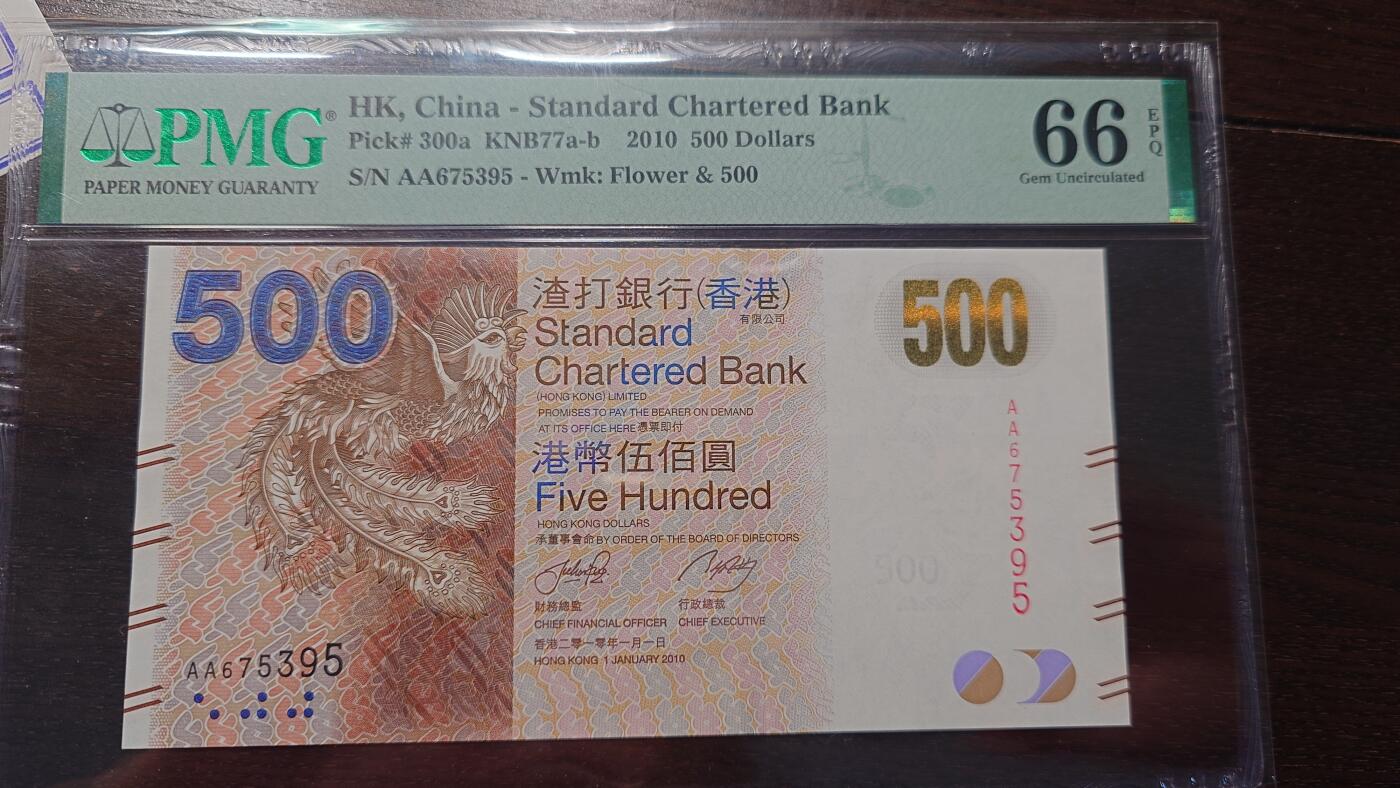 PMG®
PAPER MONEY GUARANTY
HK, China - Standard Chartered Bank
Pick# 300a KNB77a-b 2010 500 Dollars
S/N AA675395 - Wmk: Flower & 500
66
EPQ
Gem Uncirculated
500
渣打銀行(香港)
有限公司
Standard
Chartered Bank
(HONG KONG) LIMITED
PROMISES TO PAY THE BEARER ON DEMAND
AT ITS OFFICE HERE 憑票即付
港幣伍佰圓
Five Hundred
HONG KONG DOLLARS
承董事會命 BY ORDER OF THE BOARD OF DIRECTORS
財務總監 行政總裁
CHIEF FINANCIAL OFFICER CHIEF EXECUTIVE
香港二零一零年一月一日
HONG KONG 1 JANUARY 2010
AA675395
500
AA675395
500